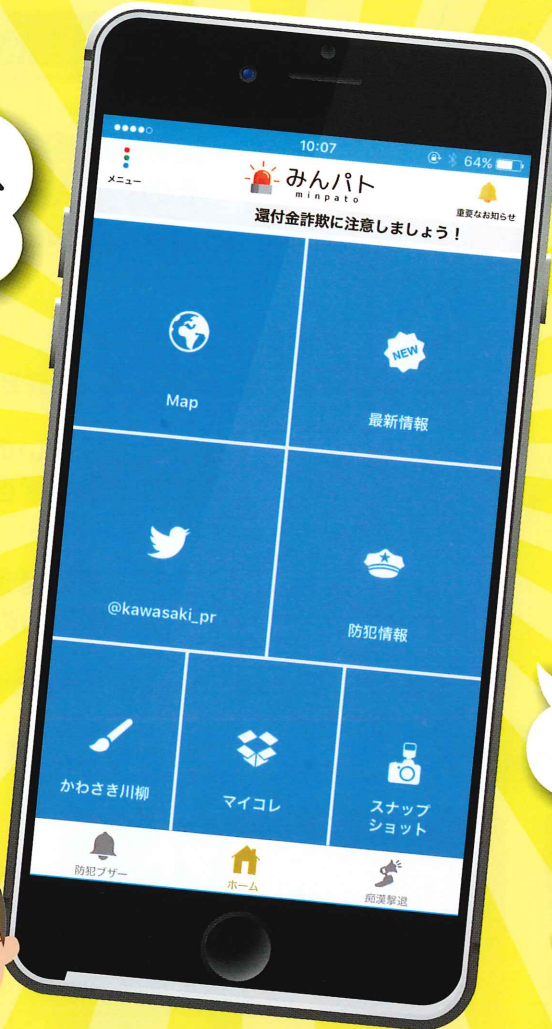 10:07
64%
メニュー
みんパト
minpato
重要なお知らせ
還付金詐欺に注意しましょう！
Map
NEW
最新情報
@kawasaki_pr
防犯情報
かわさき川柳
マイコレ
スナップ
ショット
防犯ブザー
ホーム
痴漢撃退